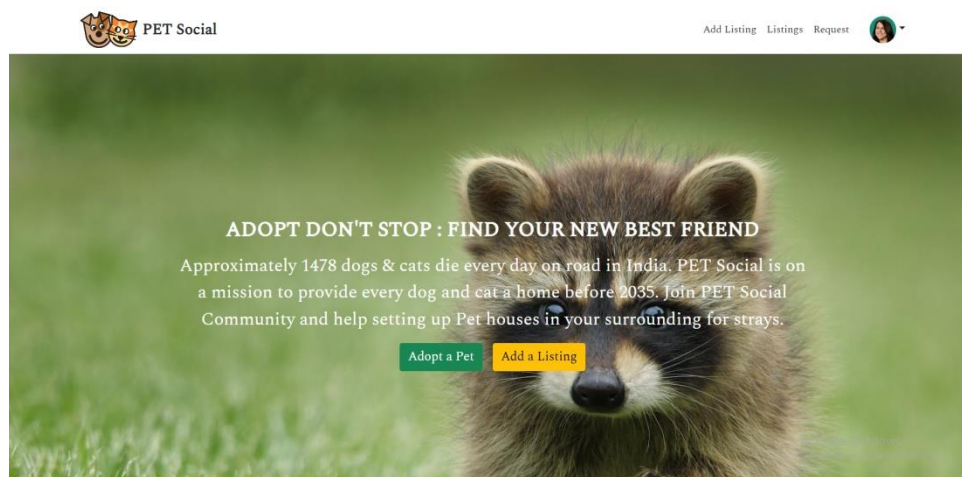 PET Social
Add Listing Listings Request
ADOPT DON'T STOP : FIND YOUR NEW BEST FRIEND
Approximately 1478 dogs & cats die every day on road in India. PET Social is on
a mission to provide every dog and cat a home before 2035. Join PET Social
Community and help setting up Pet houses in your surrounding for strays.
Adopt a Pet Add a Listing